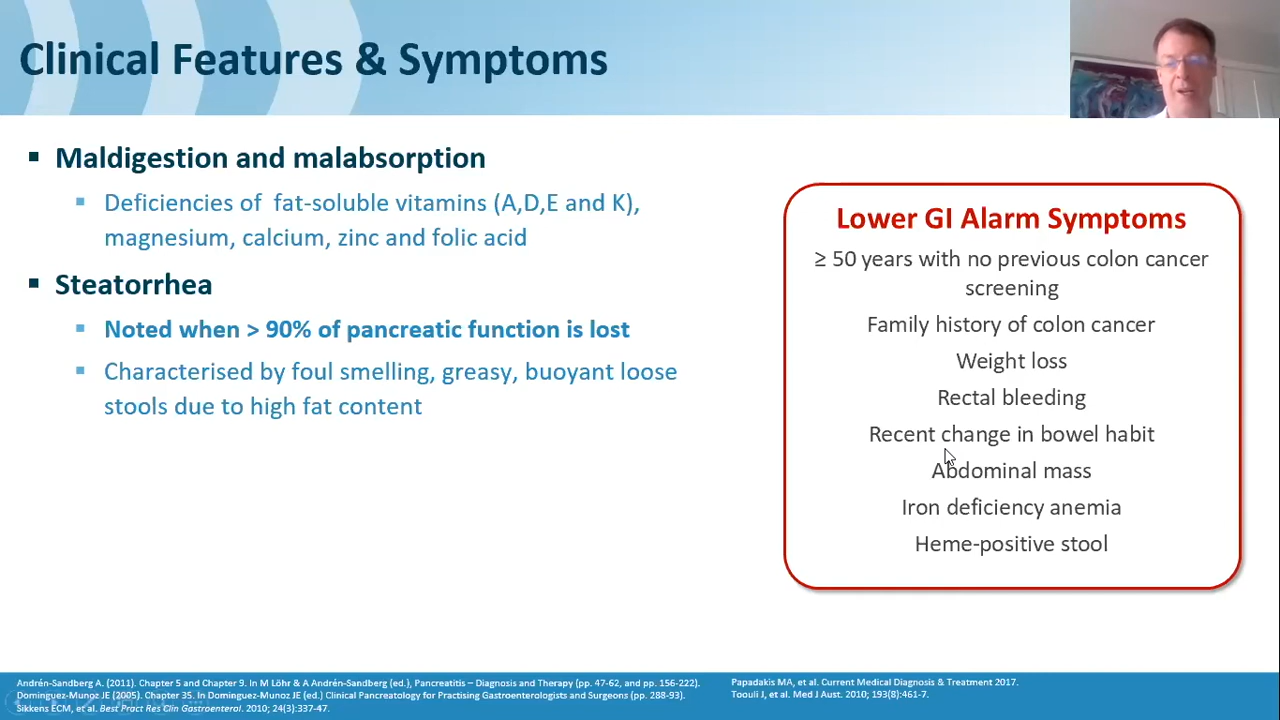 Clinical Features & Symptoms
▪ Maldigestion and malabsorption
▪ Deficiencies of fat-soluble vitamins (A,D,E and K),
magnesium, calcium, zinc and folic acid
▪ Steatorrhea
▪ Noted when > 90% of pancreatic function is lost
▪ Characterised by foul smelling, greasy, buoyant loose
stools due to high fat content
Lower GI Alarm Symptoms
≥ 50 years with no previous colon cancer
screening
Family history of colon cancer
Weight loss
Rectal bleeding
Recent change in bowel habit
Abdominal mass
Iron deficiency anemia
Heme-positive stool
Andrén-Sandberg A. (2011). Chapter 5 and Chapter 9. In M Löhr & A Andrén-Sandberg (ed.), Pancreatitis – Diagnosis and Therapy (pp. 47-62, and pp. 156-222).
Dominguez-Munoz JE (2005). Chapter 35. In Dominguez-Munoz JE (ed.) Clinical Pancreatology for Practising Gastroenterologists and Surgeons (pp. 288-93).
Sikkens ECM, et al. Best Pract Res Clin Gastroenterol. 2010; 24(3):337-47.
Papadakis MA, et al. Current Medical Diagnosis & Treatment 2017.
Toouli J, et al. Med J Aust. 2010; 193(8):461-7.